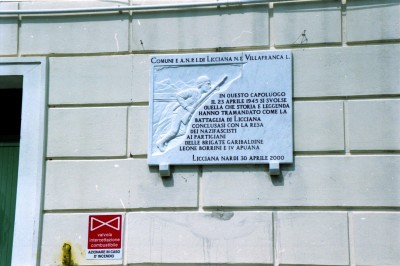 COMUNE E A.N.P.I. DI LICCIANA N. E VILLAFRANCA L.
IN QUESTO CAPOLUOGO
IL 23 APRILE 1945 SI SVOLSE
QUELLA CHE STORIA E LEGGENDA
HANNO TRAMANDATO COME LA
BATTAGLIA DI LICCIANA
CONCLUSASI CON LA RESA
DEI NAZIFASCISTI
AI PARTIGIANI
DELLE BRIGATE GARIBALDINE
LEONE BORRINI E IV APUANA
LICCIANA NARDI 30 APRILE 2000
valvola
intercettazione
combustibile
AZIONARE IN CASO
D'INCENDIO